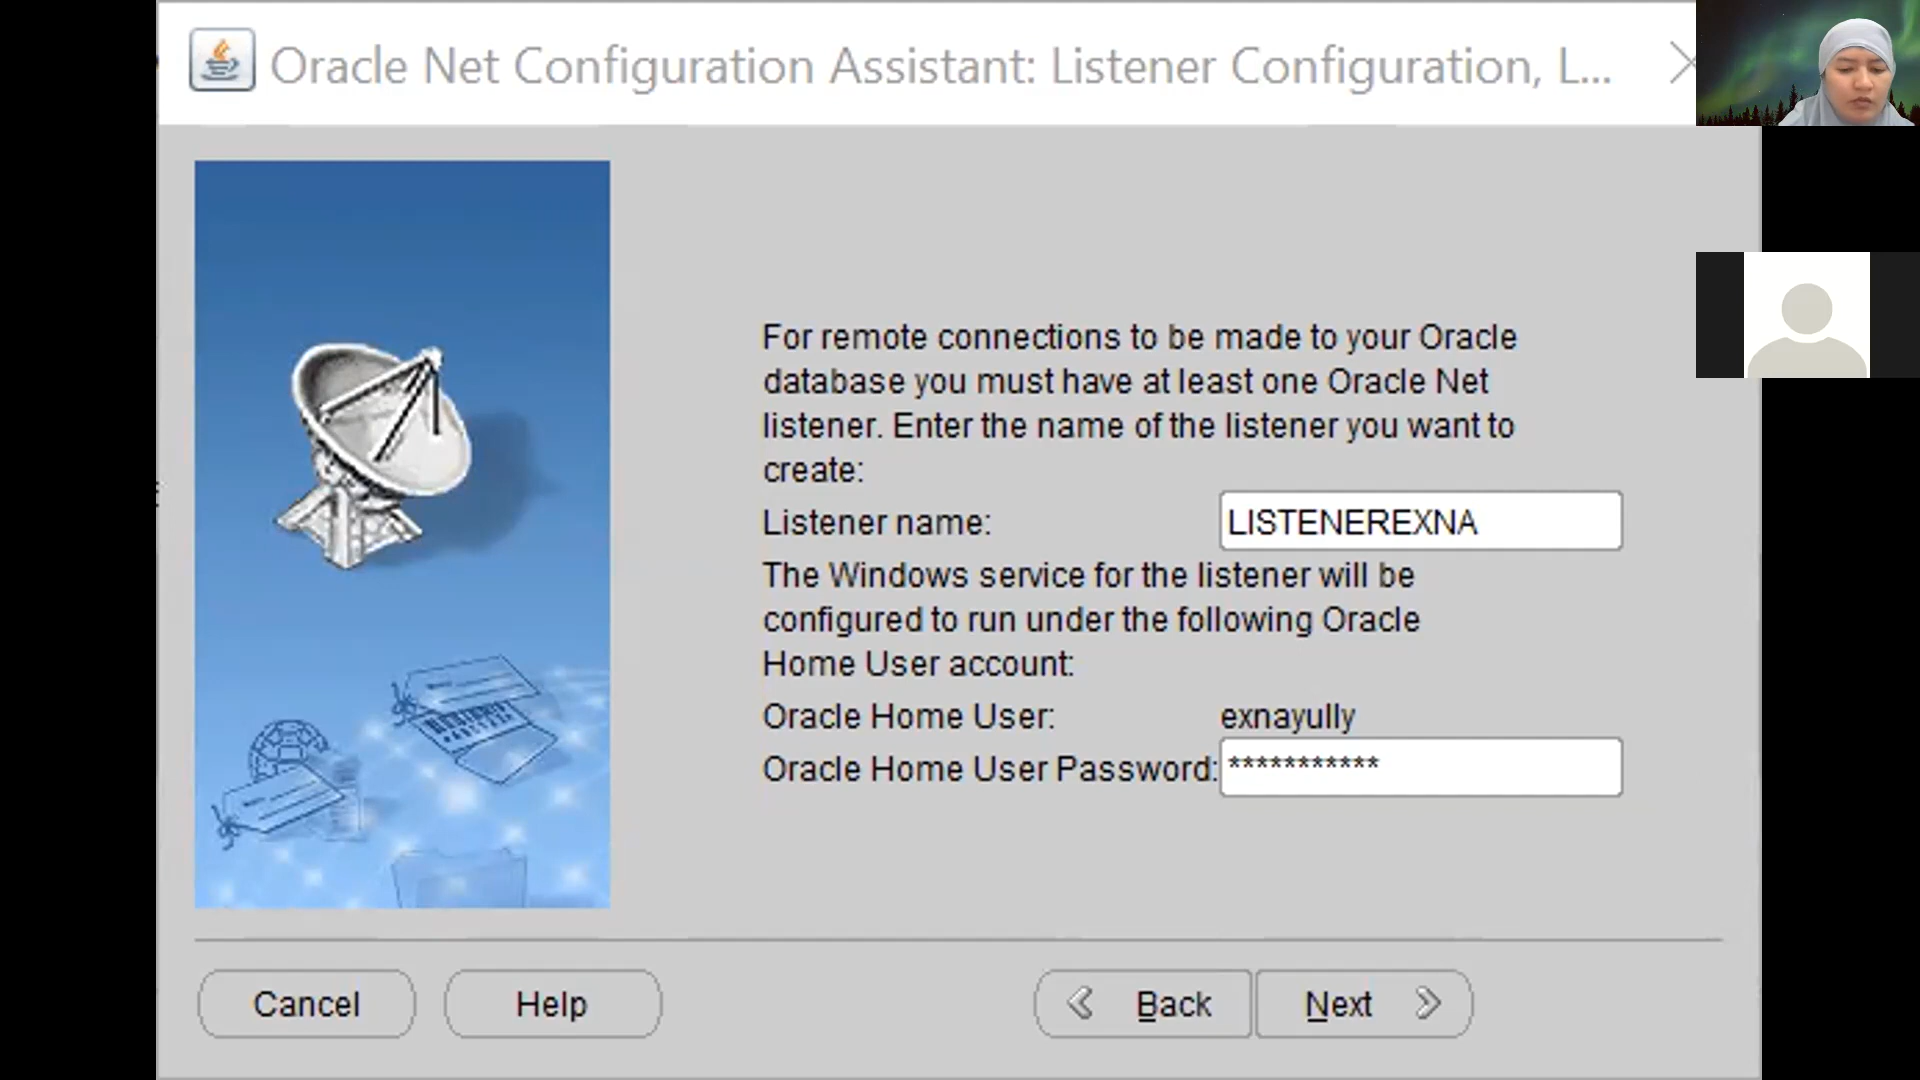 Oracle Net Configuration Assistant: Listener Configuration, L...
For remote connections to be made to your Oracle
database you must have at least one Oracle Net
listener. Enter the name of the listener you want to
create:
Listener name: LISTENEREXNA
The Windows service for the listener will be
configured to run under the following Oracle
Home User account:
Oracle Home User: exnayully
Oracle Home User Password: ***********
Cancel Help Back Next